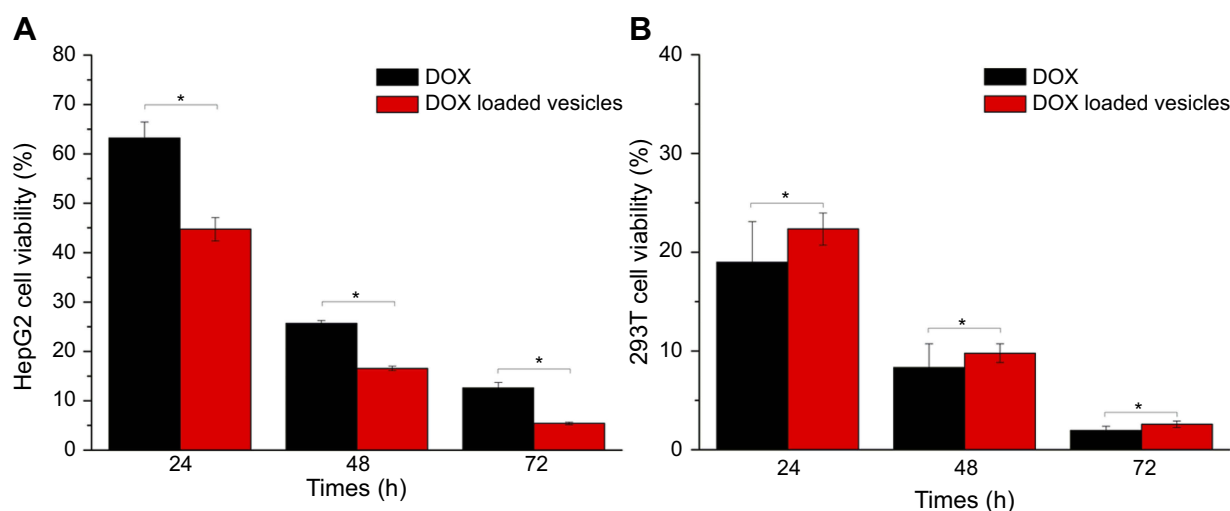 A
HepG2 cell viability (%)
80
70
60
50
40
30
20
10
0
DOX
DOX loaded vesicles
*
*
*
24 48 72
Times (h)
B
293T cell viability (%)
40
30
20
10
0
DOX
DOX loaded vesicles
*
*
*
24 48 72
Times (h)